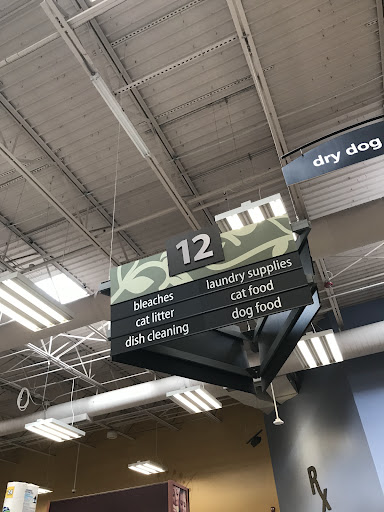 dry dog
12
bleaches laundry supplies
cat litter cat food
dish cleaning dog food
Rx